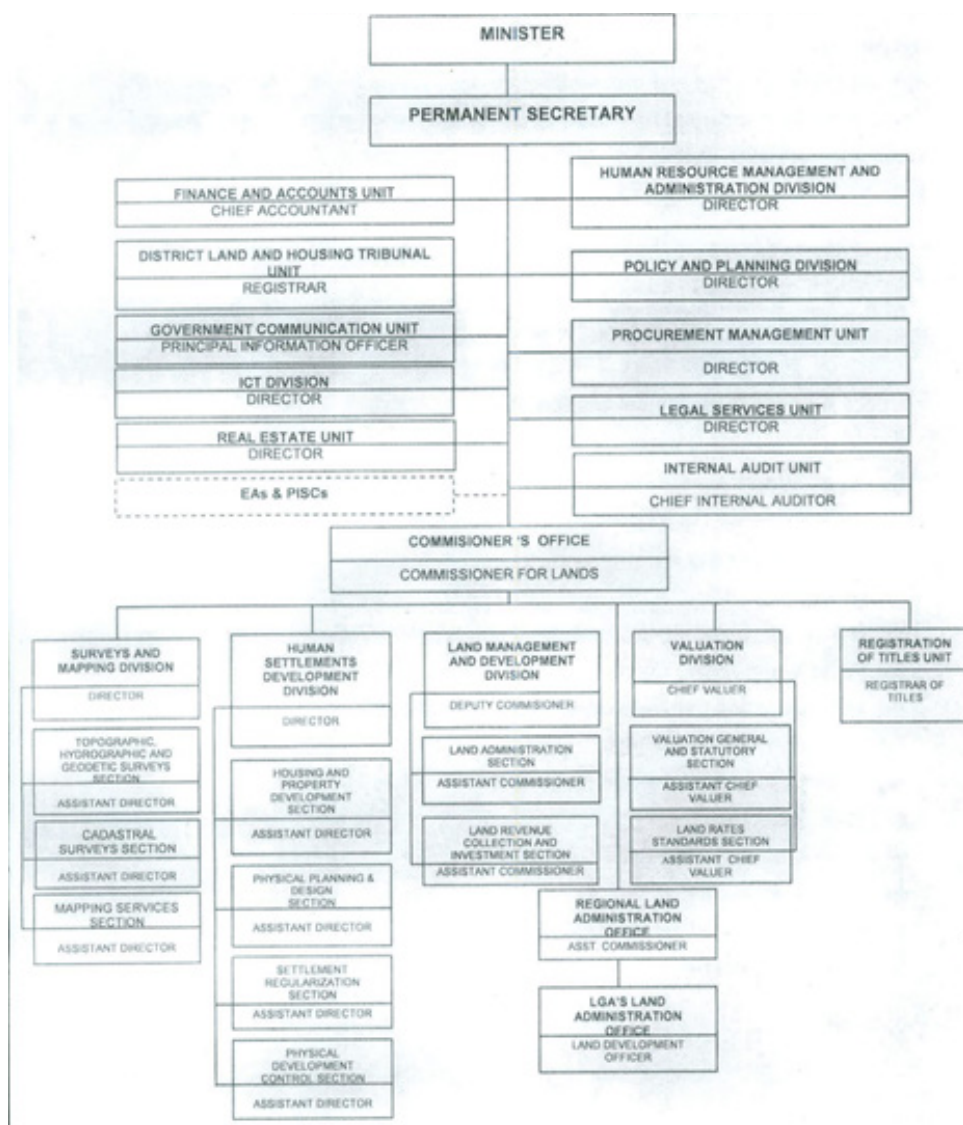 MINISTER
PERMANENT SECRETARY
FINANCE AND ACCOUNTS UNIT
CHIEF ACCOUNTANT
HUMAN RESOURCE MANAGEMENT AND
ADMINISTRATION DIVISION
DIRECTOR
DISTRICT LAND AND HOUSING TRIBUNAL
UNIT
REGISTRAR
POLICY AND PLANNING DIVISION
DIRECTOR
GOVERNMENT COMMUNICATION UNIT
PRINCIPAL INFORMATION OFFICER
PROCUREMENT MANAGEMENT UNIT
DIRECTOR
ICT DIVISION
DIRECTOR
LEGAL SERVICES UNIT
DIRECTOR
REAL ESTATE UNIT
DIRECTOR
INTERNAL AUDIT UNIT
CHIEF INTERNAL AUDITOR
EAs & PISCs
COMMISIONER 'S OFFICE
COMMISSIONER FOR LANDS
SURVEYS AND
MAPPING DIVISION
DIRECTOR
TOPOGRAPHIC,
HYDROGRAPHIC AND
GEODETIC SURVEYS
SECTION
ASSISTANT DIRECTOR
CADASTRAL
SURVEYS SECTION
ASSISTANT DIRECTOR
MAPPING SERVICES
SECTION
ASSISTANT DIRECTOR
HUMAN
SETTLEMENTS
DEVELOPMENT
DIVISION
DIRECTOR
HOUSING AND
PROPERTY
DEVELOPMENT
SECTION
ASSISTANT DIRECTOR
PHYSICAL PLANNING &
DESIGN
SECTION
ASSISTANT DIRECTOR
SETTLEMENT
REGULARIZATION
SECTION
ASSISTANT DIRECTOR
PHYSICAL
DEVELOPMENT
CONTROL SECTION
ASSISTANT DIRECTOR
LAND MANAGEMENT
AND DEVELOPMENT
DIVISION
DEPUTY COMMISIONER
LAND ADMINISTRATION
SECTION
ASSISTANT COMMISSIONER
LAND REVENUE
COLLECTION AND
INVESTMENT SECTION
ASSISTANT COMMISSIONER
VALUATION
DIVISION
CHIEF VALUER
VALUATION GENERAL
AND STATUTORY
SECTION
ASSISTANT CHIEF
VALUER
LAND RATES
STANDARDS SECTION
ASSISTANT CHIEF
VALUER
REGISTRATION
OF TITLES UNIT
REGISTRAR OF
TITLES
REGIONAL LAND
ADMINISTRATION
OFFICE
ASST. COMMISSIONER
LGA'S LAND
ADMINISTRATION
OFFICE
LAND DEVELOPMENT
OFFICER